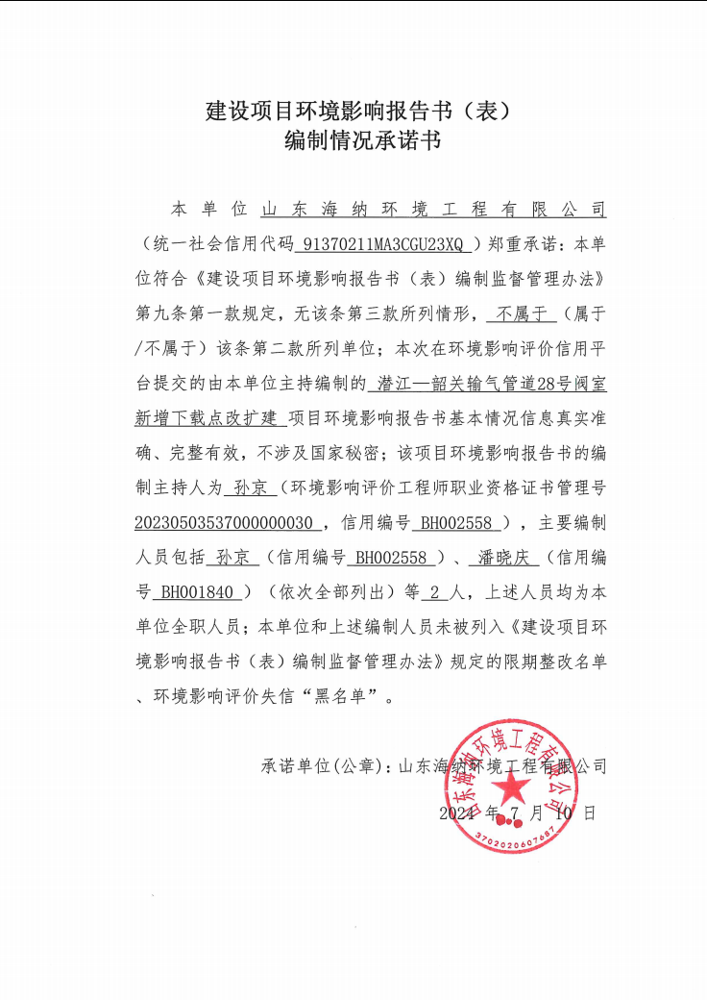 建设项目环境影响报告书（表）
编制情况承诺书
本单位山东海纳环境工程有限公司
（统一社会信用代码 91370211MA3CGU23XQ ）郑重承诺：本单
位符合《建设项目环境影响报告书（表）编制监督管理办法》
第九条第一款规定，无该条第三款所列情形， 不属于 （属于
/不属于）该条第二款所列单位；本次在环境影响评价信用平
台提交的由本单位主持编制的 潜江—韶关输气管道28号阀室
新增下载点改扩建 项目环境影响报告书基本情况信息真实准
确、完整有效，不涉及国家秘密；该项目环境影响报告书的编
制主持人为 孙京 （环境影响评价工程师职业资格证书管理号
20230503537000000030 ，信用编号 BH002558 ），主要编制
人员包括 孙京 （信用编号 BH002558 ）、 潘晓庆 （信用编
号 BH001840 ）（依次全部列出）等 2 人，上述人员均为本
单位全职人员；本单位和上述编制人员未被列入《建设项目环
境影响报告书（表）编制监督管理办法》规定的限期整改名单
、环境影响评价失信“黑名单”。
承诺单位(公章)：山东海纳环境工程有限公司
2024 年 7 月 10 日
山东海纳环境工程有限公司
3702020607687